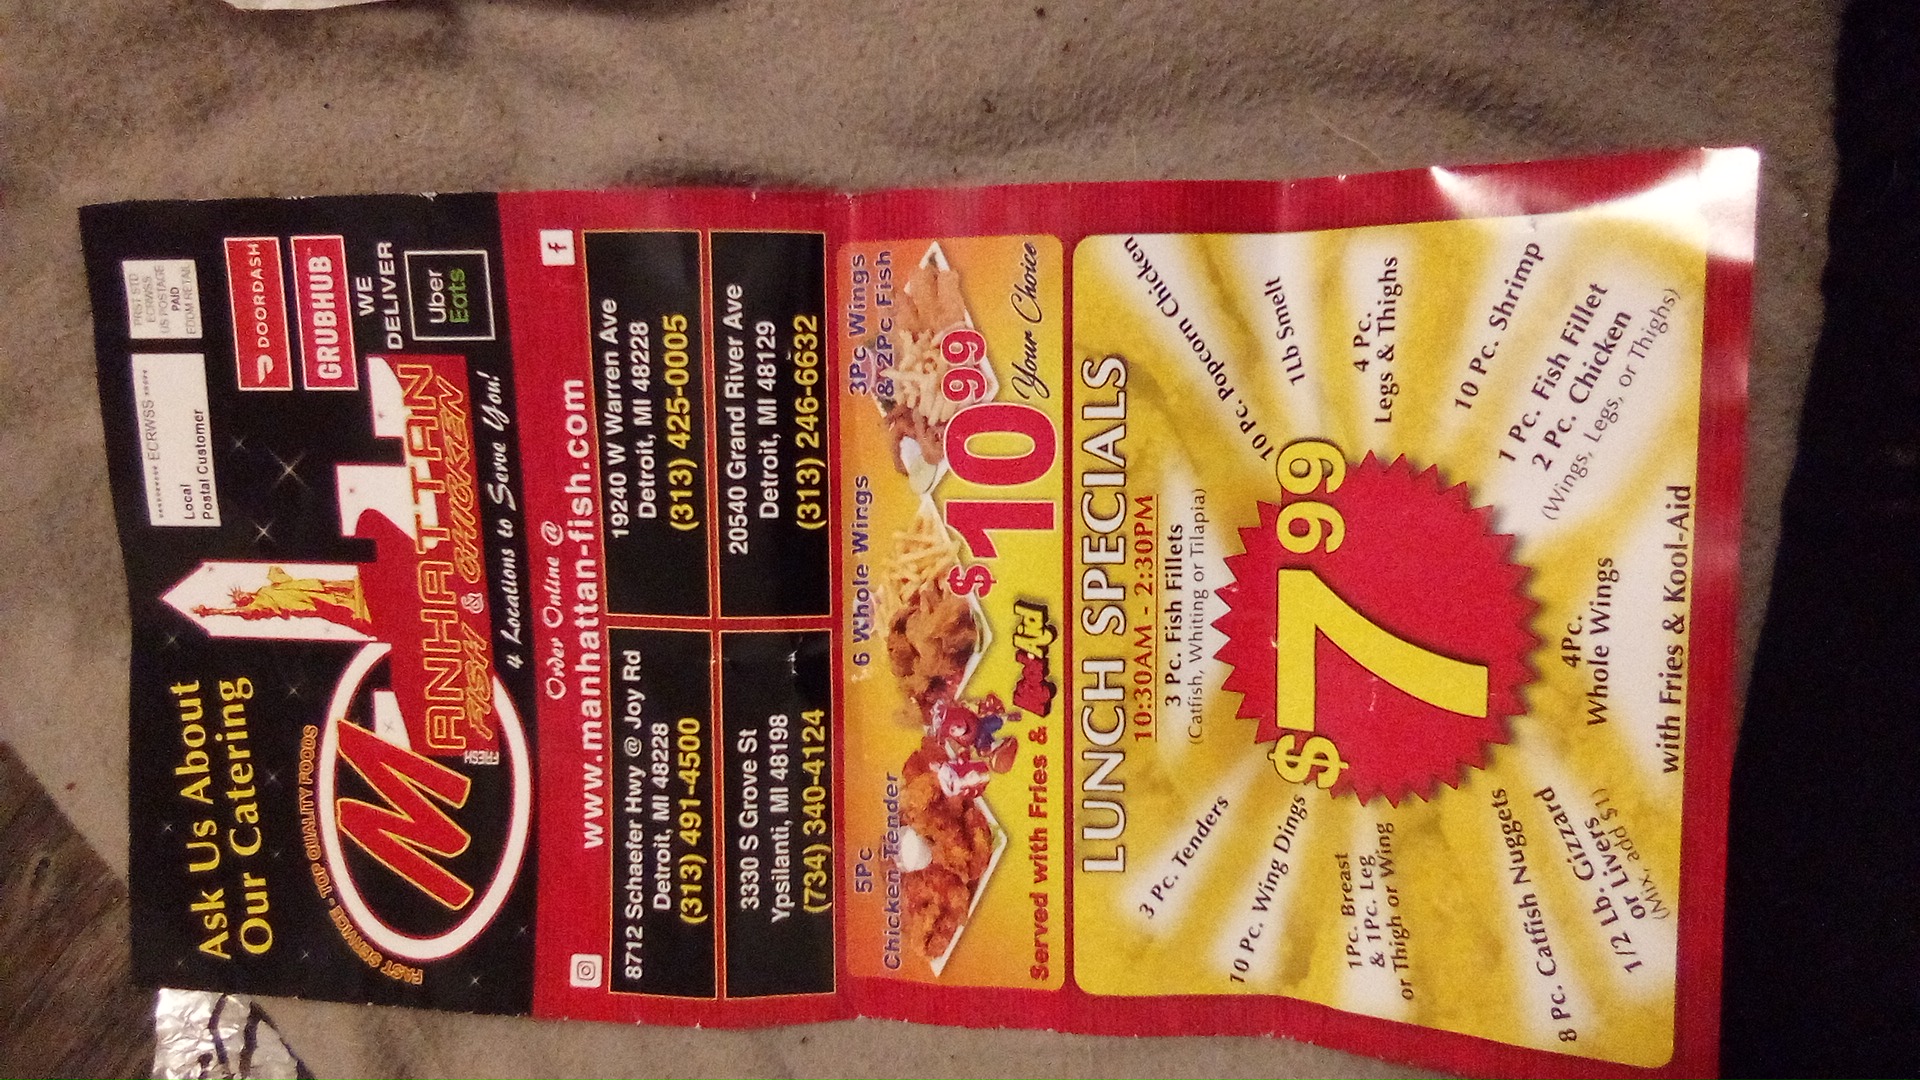 Ask Us About
Our Catering
******** ECRWSS *****
Local
Postal Customer
PRST STD
ECRWSS
US POSTAGE
PAID
EDDM RETAIL
DOORDASH
GRUBHUB
WE
DELIVER
Uber
Eats
FAST SERVICE - TOP QUALITY FOODS
M
MANHATTAN
FISH & CHICKEN
4 Locations to Serve You!
Order Online @
www.manhattan-fish.com
f
8712 Schaefer Hwy @ Joy Rd
Detroit, MI 48228
(313) 491-4500
19240 W Warren Ave
Detroit, MI 48228
(313) 425-0005
3330 S Grove St
Ypsilanti, MI 48198
(734) 340-4124
20540 Grand River Ave
Detroit, MI 48129
(313) 246-6632
5Pc
Chicken Tender
6 Whole Wings
3Pc Wings
& 2Pc Fish
$10.99
Your Choice
Served with Fries & Kool-Aid
LUNCH SPECIALS
10:30AM - 2:30PM
3 Pc. Fish Fillets
(Catfish, Whiting or Tilapia)
3 Pc. Tenders
10 Pc. Popcorn Chicken
10 Pc. Wing Dings
1Lb Smelt
1Pc. Breast
& 1Pc. Leg
or Thigh or Wing
$7.99
4 Pc.
Legs & Thighs
8 Pc. Catfish Nuggets
10 Pc. Shrimp
1/2 Lb. Gizzard
or Livers
(Mix, add $1)
4Pc.
Whole Wings
1 Pc. Fish Fillet
2 Pc. Chicken
(Wings, Legs, or Thighs)
with Fries & Kool-Aid